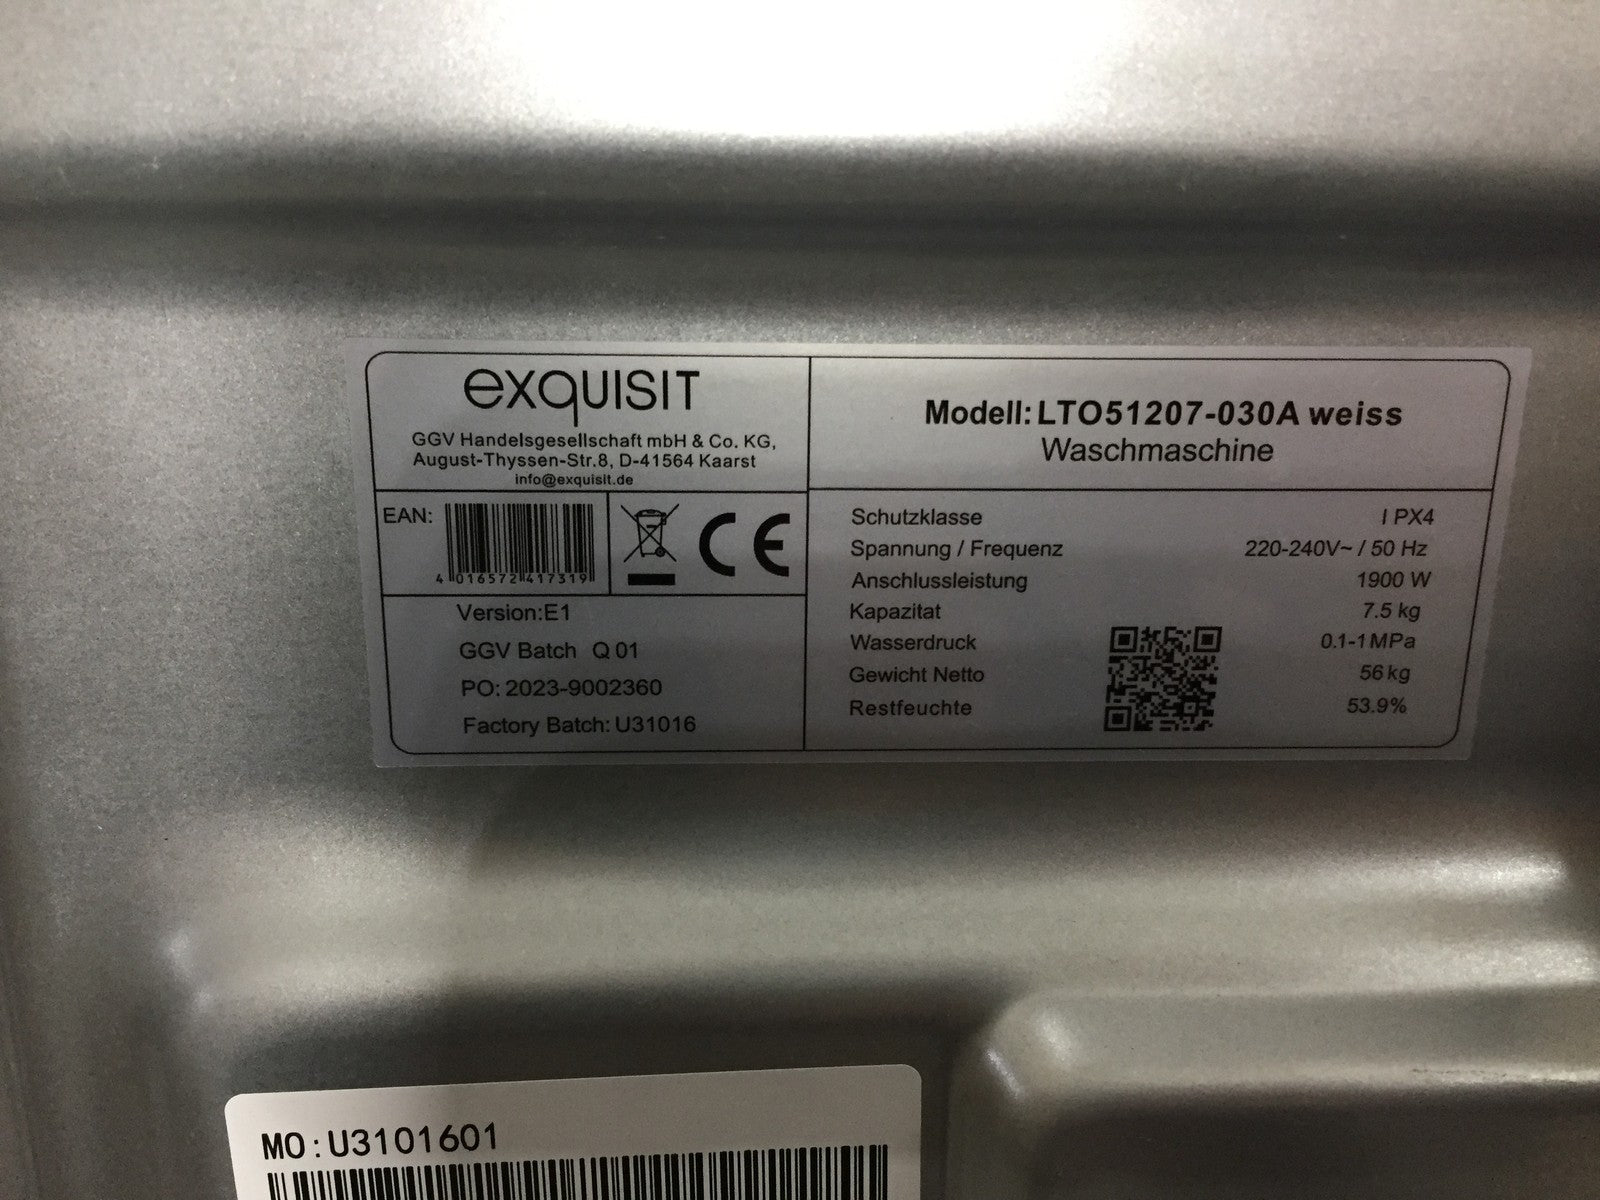 exquisit
GGV Handelsgesellschaft mbH & Co. KG,
August-Thyssen-Str.8, D-41564 Kaarst
info@exquisit.de
EAN:
4 016572 417319
CE
Version:E1
GGV Batch Q 01
PO: 2023-9002360
Factory Batch: U31016
Modell: LTO51207-030A weiss
Waschmaschine
Schutzklasse I PX4
Spannung / Frequenz 220-240V~ / 50 Hz
Anschlussleistung 1900 W
Kapazitat 7.5 kg
Wasserdruck 0.1-1MPa
Gewicht Netto 56 kg
Restfeuchte 53.9%
MO:U3101601